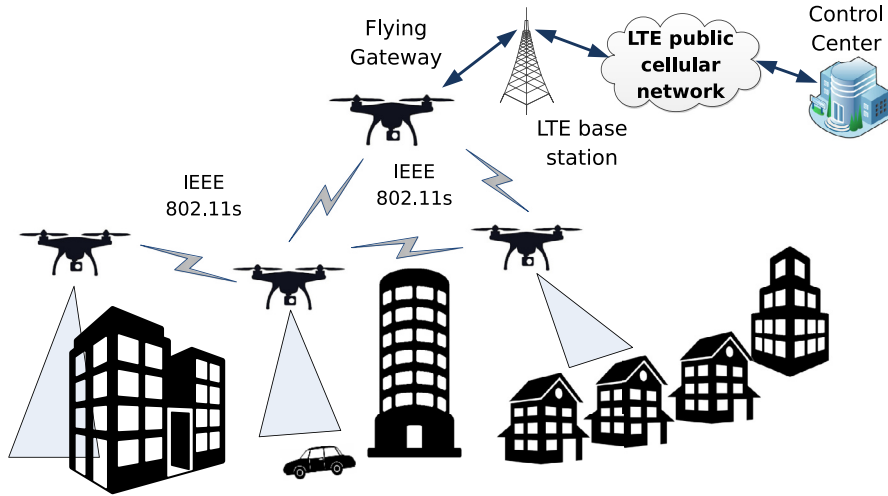 Flying
Gateway
LTE public
cellular
network
Control
Center
LTE base
station
IEEE
802.11s
IEEE
802.11s